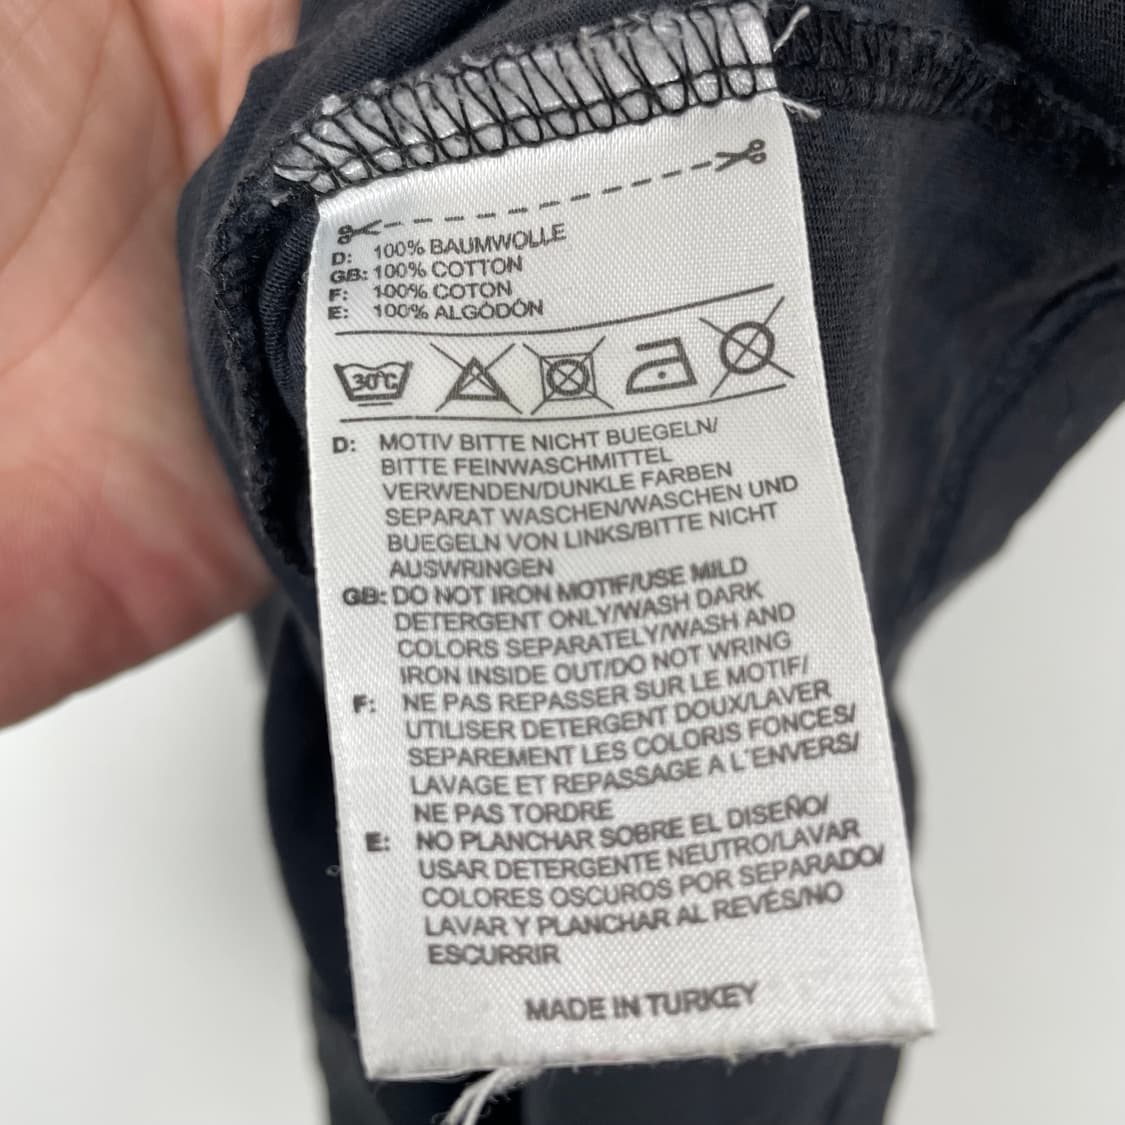 D: 100% BAUMWOLLE
GB: 100% COTTON
F: 100% COTON
E: 100% ALGÓDÓN
30°C
D: MOTIV BITTE NICHT BUEGELN/
BITTE FEINWASCHMITTEL
VERWENDEN/DUNKLE FARBEN
SEPARAT WASCHEN/WASCHEN UND
BUEGELN VON LINKS/BITTE NICHT
AUSWRINGEN
GB: DO NOT IRON MOTIF/USE MILD
DETERGENT ONLY/WASH DARK
COLORS SEPARATELY/WASH AND
IRON INSIDE OUT/DO NOT WRING
F: NE PAS REPASSER SUR LE MOTIF/
UTILISER DETERGENT DOUX/LAVER
SEPAREMENT LES COLORIS FONCES/
LAVAGE ET REPASSAGE A L'ENVERS/
NE PAS TORDRE
E: NO PLANCHAR SOBRE EL DISEÑO/
USAR DETERGENTE NEUTRO/LAVAR
COLORES OSCUROS POR SEPARADO/
LAVAR Y PLANCHAR AL REVÉS/NO
ESCURRIR
MADE IN TURKEY